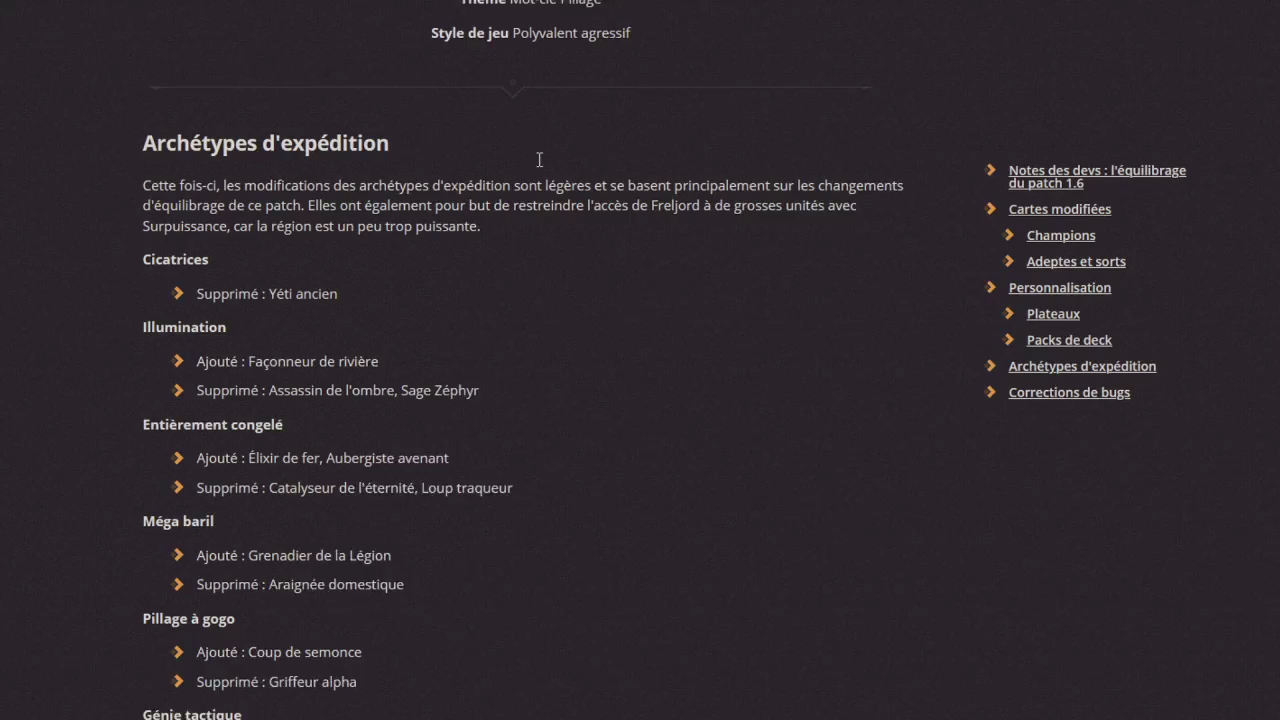 Thème Mot-clé Pillage
Style de jeu Polyvalent agressif
Archétypes d'expédition
Cette fois-ci, les modifications des archétypes d'expédition sont légères et se basent principalement sur les changements
d'équilibrage de ce patch. Elles ont également pour but de restreindre l'accès de Freljord à de grosses unités avec
Surpuissance, car la région est un peu trop puissante.
Cicatrices
Supprimé : Yéti ancien
Illumination
Ajouté : Façonneur de rivière
Supprimé : Assassin de l'ombre, Sage Zéphyr
Entièrement congelé
Ajouté : Élixir de fer, Aubergiste avenant
Supprimé : Catalyseur de l'éternité, Loup traqueur
Méga baril
Ajouté : Grenadier de la Légion
Supprimé : Araignée domestique
Pillage à gogo
Ajouté : Coup de semonce
Supprimé : Griffeur alpha
Génie tactique
Notes des devs : l'équilibrage
du patch 1.6
Cartes modifiées
Champions
Adeptes et sorts
Personnalisation
Plateaux
Packs de deck
Archétypes d'expédition
Corrections de bugs